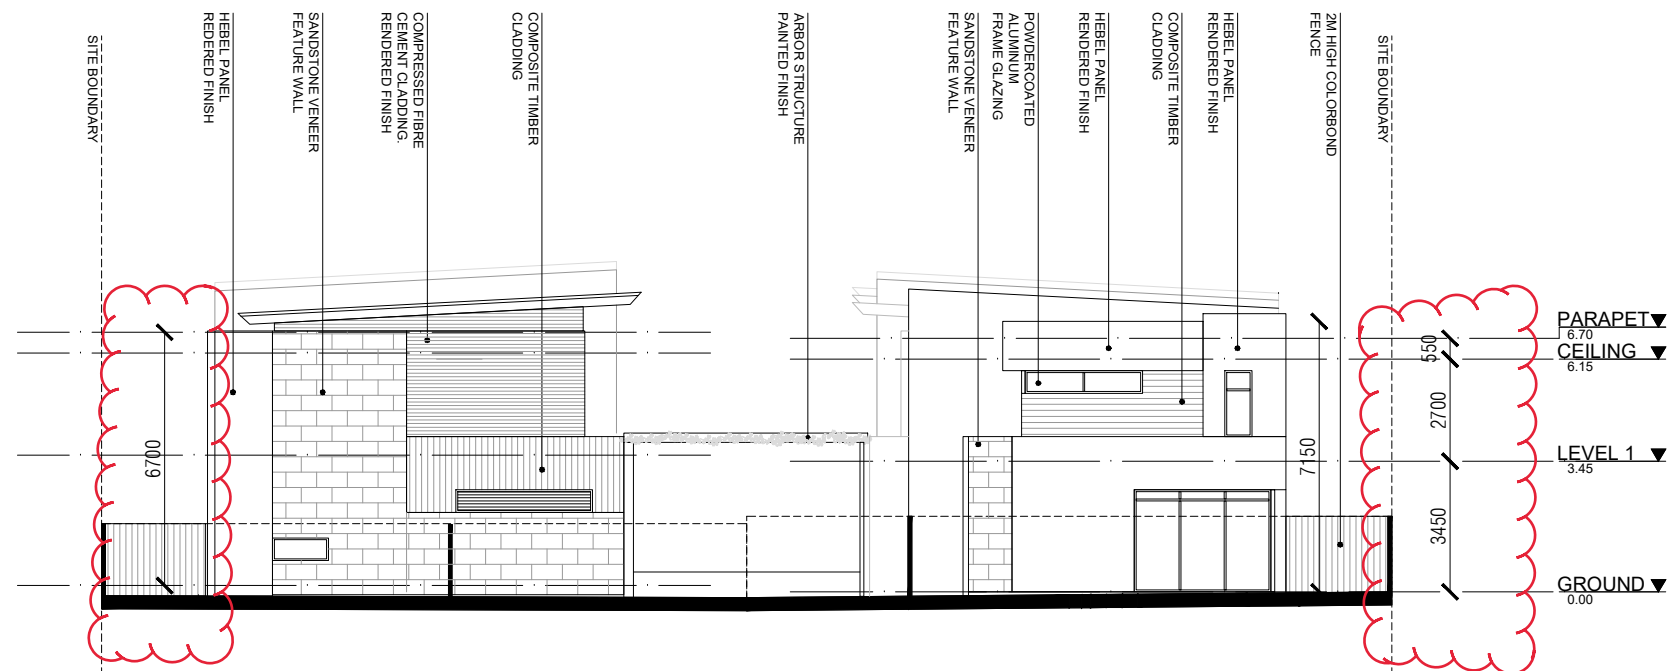 SITE BOUNDARY
HEBEL PANEL
REDERED FINISH
SANDSTONE VENEER
FEATURE WALL
COMPRESSED FIBRE
CEMENT CLADDING.
RENDERED FINISH
COMPOSITE TIMBER
CLADDING
ARBOR STRUCTURE
PAINTED FINISH
SANDSTONE VENEER
FEATURE WALL
POWDERCOATED
ALUMINUM
FRAME GLAZING
HEBEL PANEL
RENDERED FINISH
COMPOSITE TIMBER
CLADDING
HEBEL PANEL
RENDERED FINISH
2M HIGH COLORBOND
FENCE
SITE BOUNDARY
6700
7150
550
2700
3450
PARAPET
6.70
CEILING
6.15
LEVEL 1
3.45
GROUND
0.00